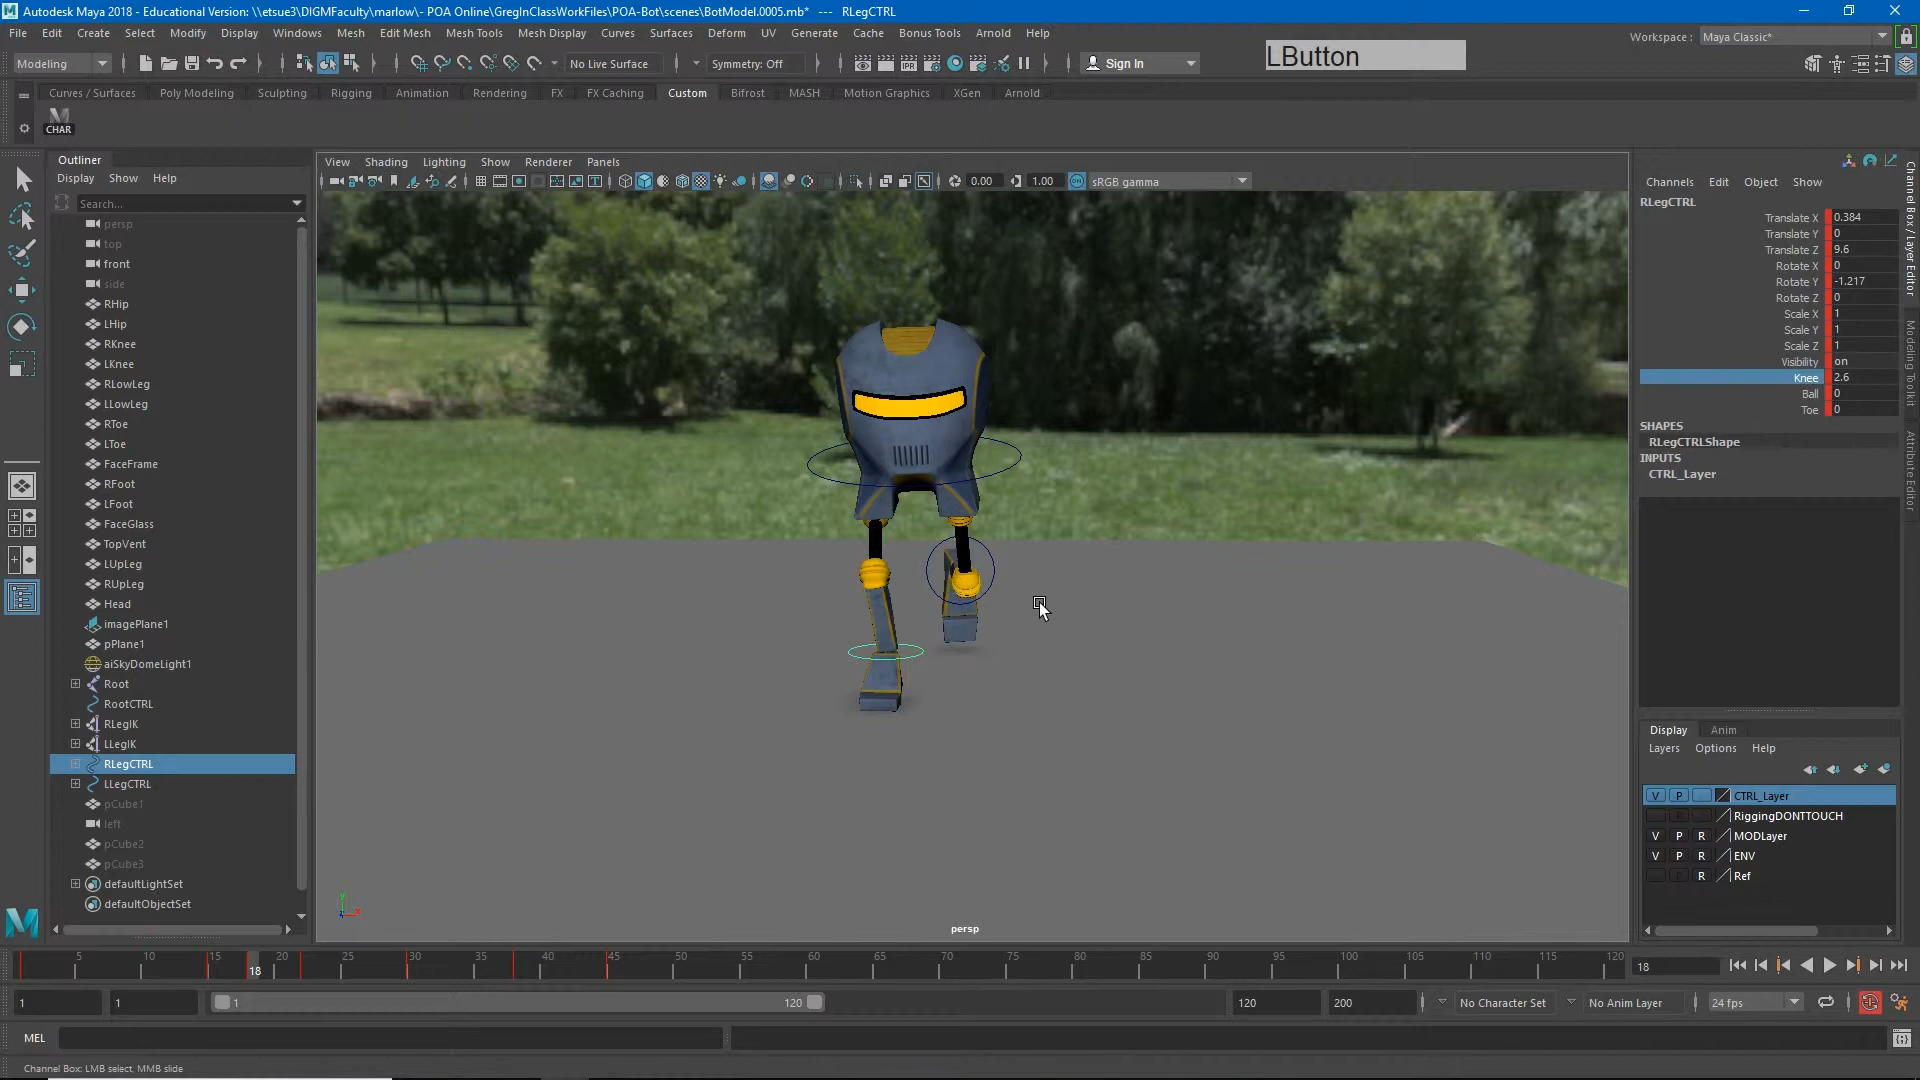 Autodesk Maya 2018 - Educational Version: \\etsue3\DIGMFaculty\marlow\- POA Online\GregInClassWorkFiles\POA-Bot\scenes\BotModel.0005.mb* --- RLegCTRL
File Edit Create Select Modify Display Windows Mesh Edit Mesh Mesh Tools Mesh Display Curves Surfaces Deform UV Generate Cache Bonus Tools Arnold Help
Workspace : Maya Classic*
LButton
Modeling No Live Surface Symmetry: Off Sign In
Curves / Surfaces Poly Modeling Sculpting Rigging Animation Rendering FX FX Caching Custom Bifrost MASH Motion Graphics XGen Arnold
CHAR
Outliner
Display Show Help
Search...
persp
top
front
side
RHip
LHip
RKnee
LKnee
RLowLeg
LLowLeg
RToe
LToe
FaceFrame
RFoot
LFoot
FaceGlass
TopVent
LUpLeg
RUpLeg
Head
imagePlane1
pPlane1
aiSkyDomeLight1
Root
RootCTRL
RLegIK
LLegIK
RLegCTRL
LLegCTRL
pCube1
left
pCube2
pCube3
defaultLightSet
defaultObjectSet
View Shading Lighting Show Renderer Panels
0.00 1.00 ON sRGB gamma
persp
Channels Edit Object Show
RLegCTRL
Translate X 0.384
Translate Y 0
Translate Z 9.6
Rotate X 0
Rotate Y -1.217
Rotate Z 0
Scale X 1
Scale Y 1
Scale Z 1
Visibility on
Knee 2.6
Ball 0
Toe 0
SHAPES
RLegCTRLShape
INPUTS
CTRL_Layer
Channel Box / Layer Editor
Modeling Toolkit
Attribute Editor
Display Anim
Layers Options Help
V P CTRL_Layer
P RiggingDONTTOUCH
V P R MODLayer
V P R ENV
P R Ref
5 10 15 18 20 22 25 30 35 40 45 50 55 60 65 70 75 80 85 90 95 100 105 110 115 120
18
1 1 1 120 120 200 No Character Set No Anim Layer 24 fps
MEL
Channel Box: LMB select, MMB slide